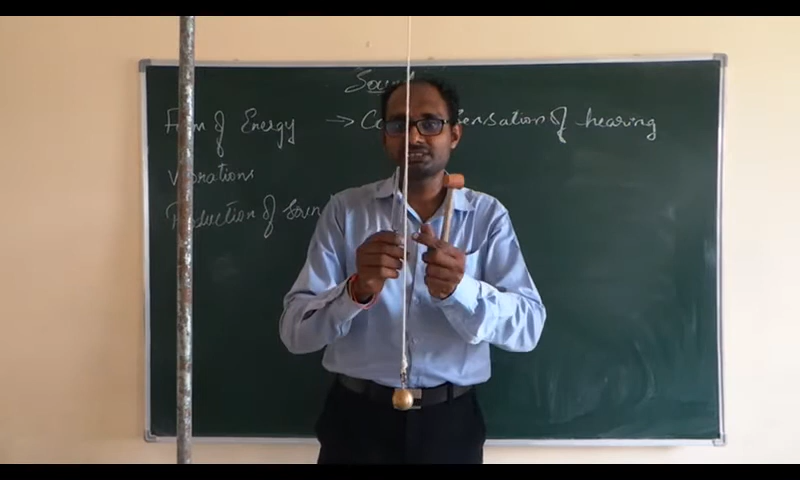 Sound
Form of Energy → sensation of hearing
Vibrations
Production of